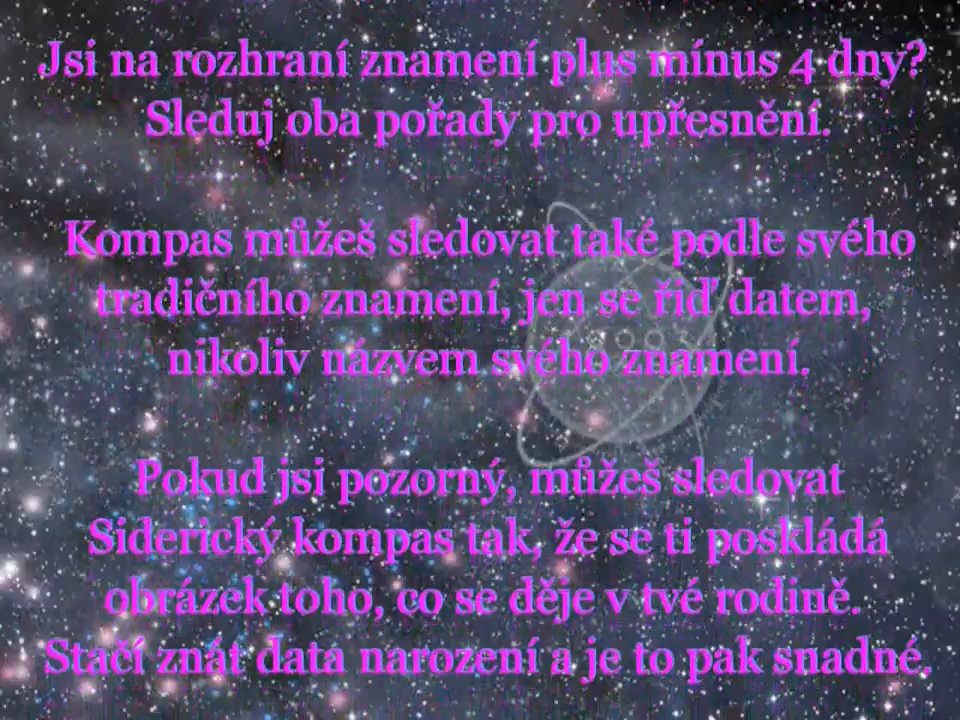 Jsi na rozhraní znamení plus mínus 4 dny?
Sleduj oba pořady pro upřesnění.
Kompas můžeš sledovat také podle svého
tradičního znamení, jen se řiď datem,
nikoliv názvem svého znamení.
Pokud jsi pozorný, můžeš sledovat
Siderický kompas tak, že se ti poskládá
obrázek toho, co se děje v tvé rodině.
Stačí znát data narození a je to pak snadné.